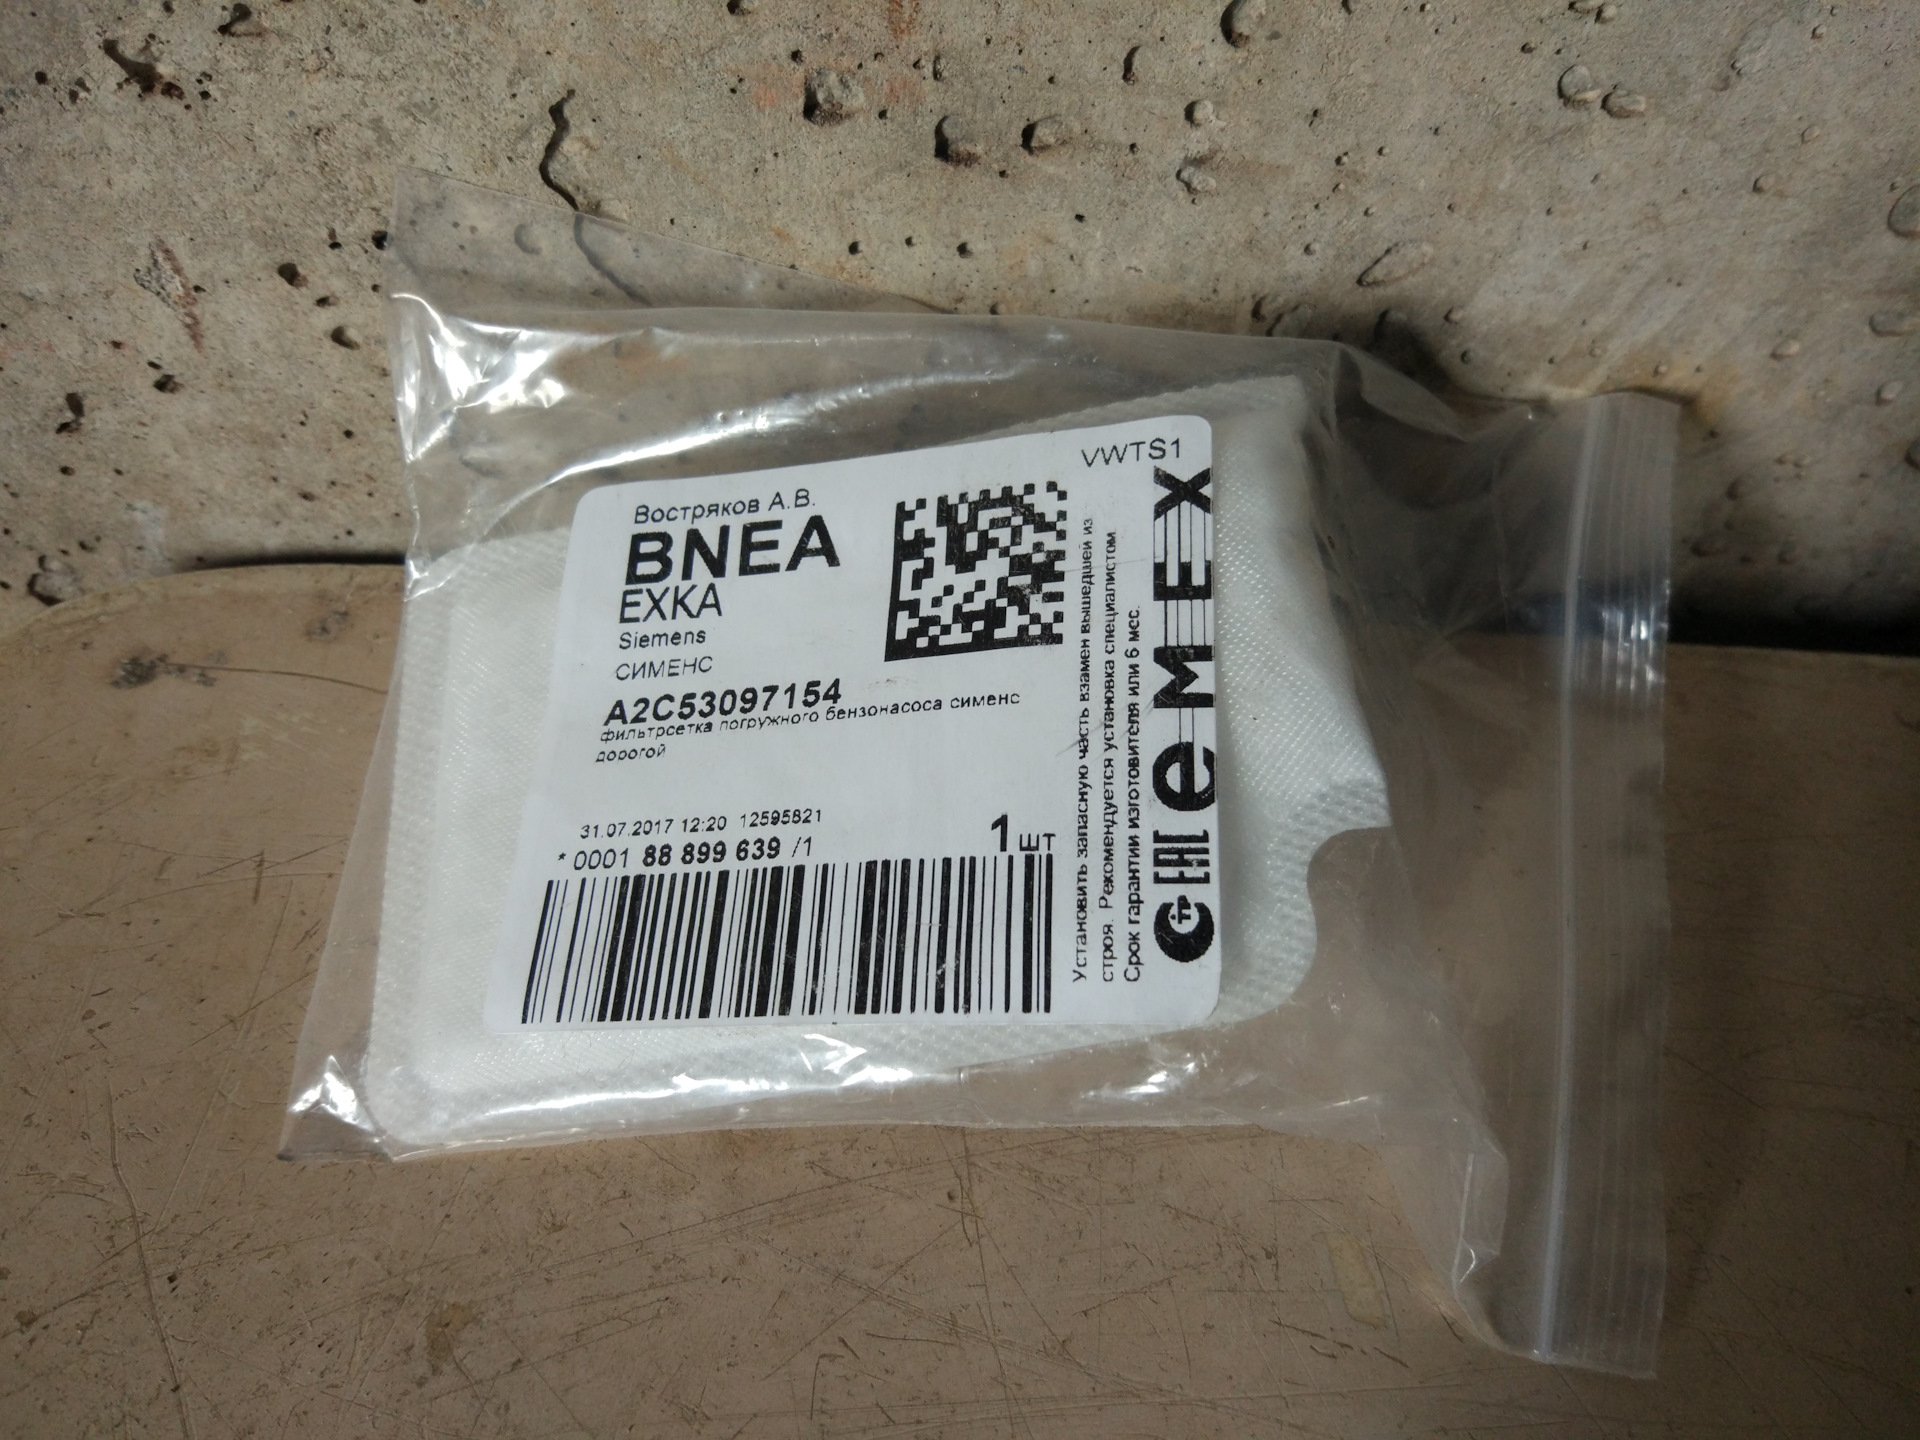 VWTS1
Востряков А.В.
BNEA
EXKA
Siemens
СИМЕНС
A2C53097154
фильтрсетка погружного бензонасоса сименс
дорогой
31.07.2017 12:20 12595821
* 0001 88 899 639 /1
1 шт
Установить запасную часть взамен вышедшей из
строя. Рекомендуется установка специалистом
Срок гарантии изготовителя или 6 мес.
eMEX
EAC
ТР